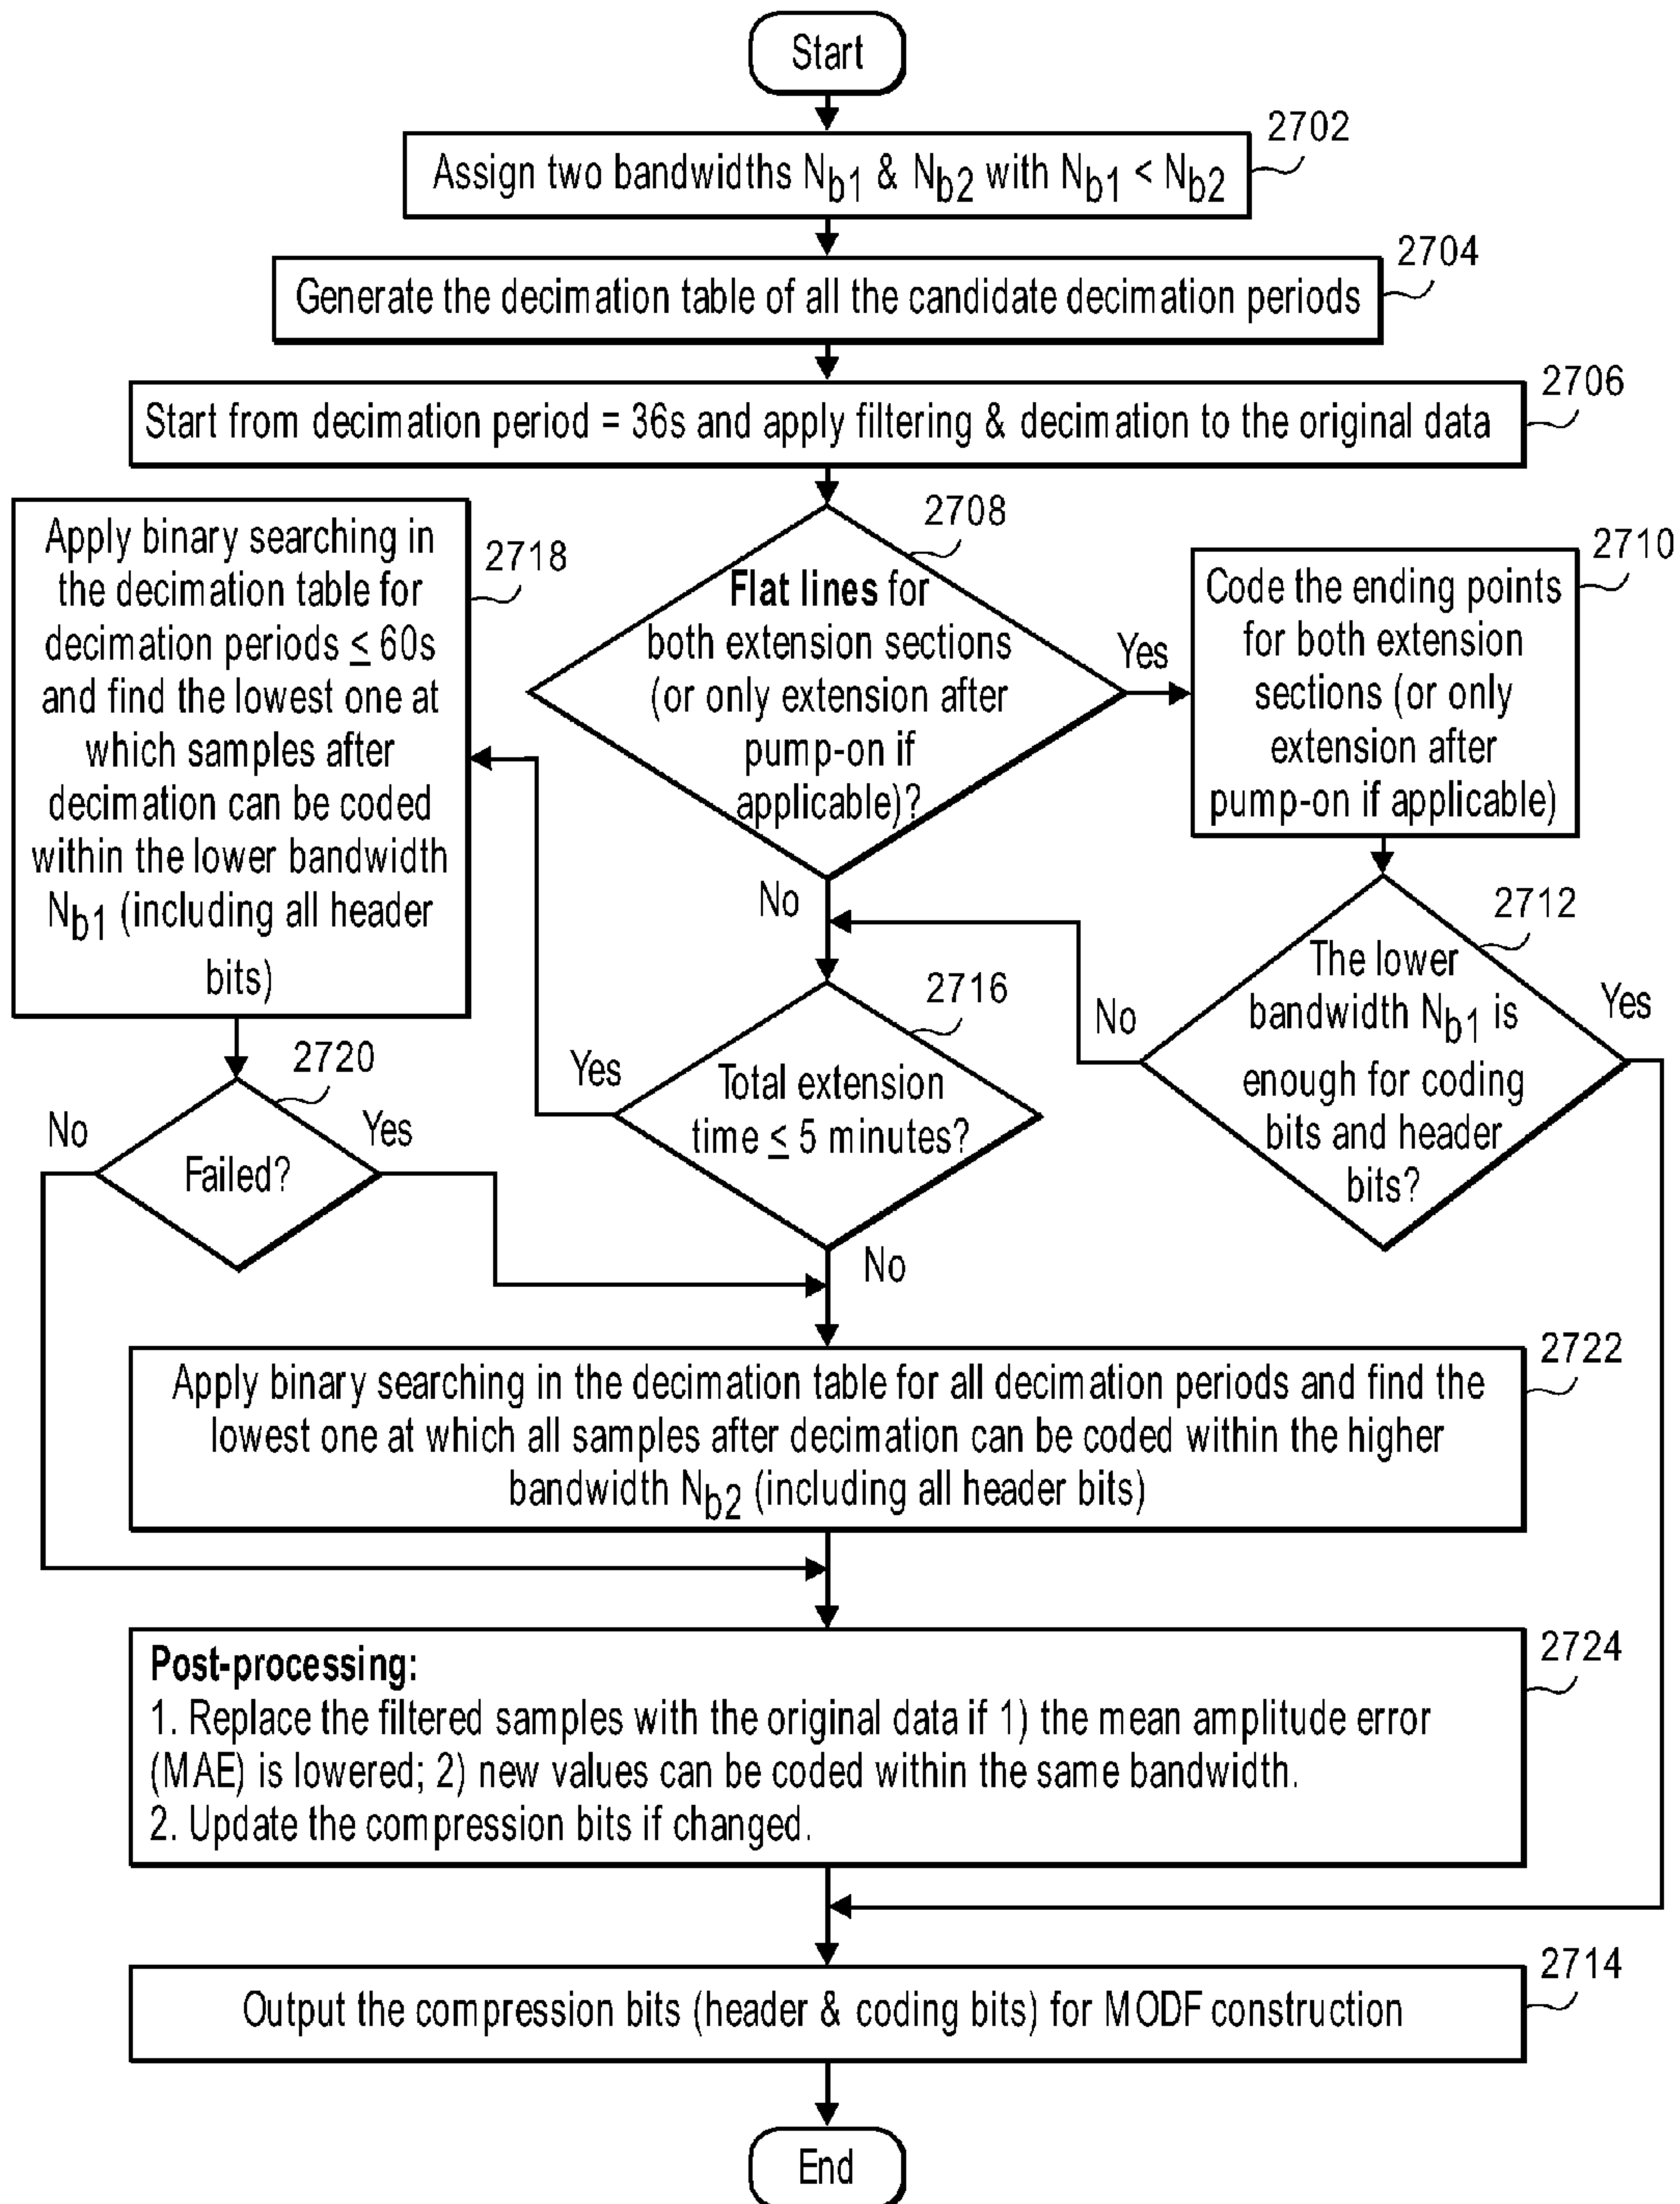 Start
2702
Assign two bandwidths Nb1 & Nb2 with Nb1 < Nb2
2704
Generate the decimation table of all the candidate decimation periods
2706
Start from decimation period = 36s and apply filtering & decimation to the original data
2708
Flat lines for
both extension sections
(or only extension after
pump-on if
applicable)?
Yes
No
2710
Code the ending points
for both extension
sections (or only
extension after
pump-on if applicable)
2718
Apply binary searching in
the decimation table for
decimation periods ≤ 60s
and find the lowest one at
which samples after
decimation can be coded
within the lower bandwidth
Nb1 (including all header
bits)
2712
The lower
bandwidth Nb1 is
enough for coding
bits and header
bits?
No
Yes
2716
Total extension
time ≤ 5 minutes?
Yes
No
2720
Failed?
No
Yes
2722
Apply binary searching in the decimation table for all decimation periods and find the
lowest one at which all samples after decimation can be coded within the higher
bandwidth Nb2 (including all header bits)
2724
Post-processing:
1. Replace the filtered samples with the original data if 1) the mean amplitude error
(MAE) is lowered; 2) new values can be coded within the same bandwidth.
2. Update the compression bits if changed.
2714
Output the compression bits (header & coding bits) for MODF construction
End